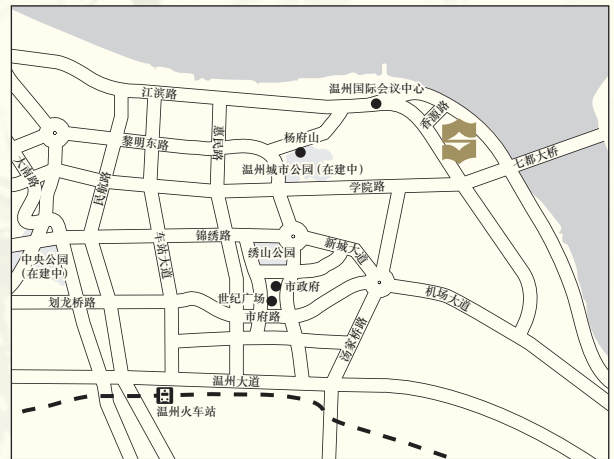 温州国际会议中心
江滨路
香源路
惠民路
杨府山
黎明东路
七都大桥
温州城市公园(在建中)
大南路
民航路
学院路
锦绣路
车站大道
新城大道
绣山公园
中央公园
(在建中)
市政府
世纪广场
机场大道
划龙桥路
市府路
汤家桥路
温州大道
温州火车站